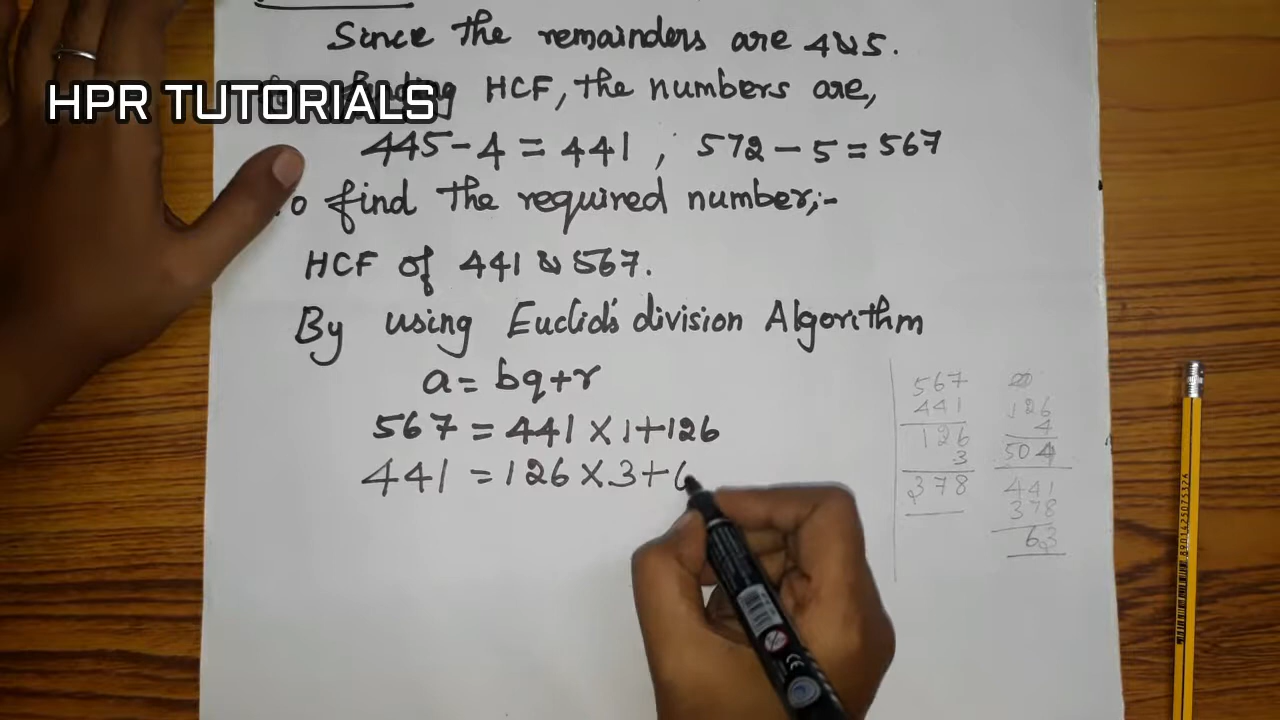 Since the remainders are 4 & 5.
HCF, the numbers are,
HPR TUTORIALS
445 - 4 = 441 ; 572 - 5 = 567
find the required number;-
HCF of 441 & 567.
By using Euclid's division Algorithm
a = bq+r
567 = 441 × 1+126
441 = 126 × 3+6
567
441
126
3
378
126
4
504
441
378
63
8901425075326